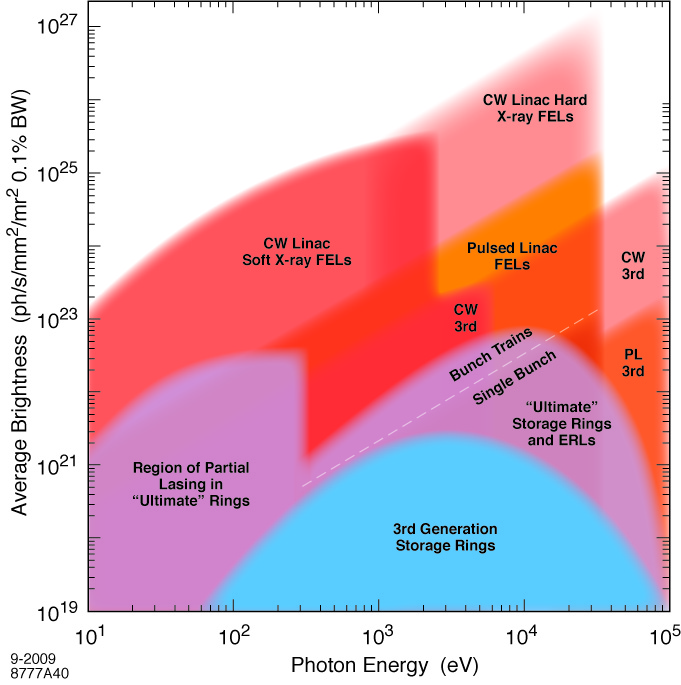 10^27
10^25
10^23
10^21
10^19
Average Brightness (ph/s/mm^2/mr^2 0.1% BW)
CW Linac Hard
X-ray FELs
CW Linac
Soft X-ray FELs
Pulsed Linac
FELs
CW
3rd
CW
3rd
PL
3rd
Bunch Trains
Single Bunch
“Ultimate”
Storage Rings
and ERLs
Region of Partial
Lasing in
“Ultimate” Rings
3rd Generation
Storage Rings
10^1 10^2 10^3 10^4 10^5
Photon Energy (eV)
9-2009
8777A40